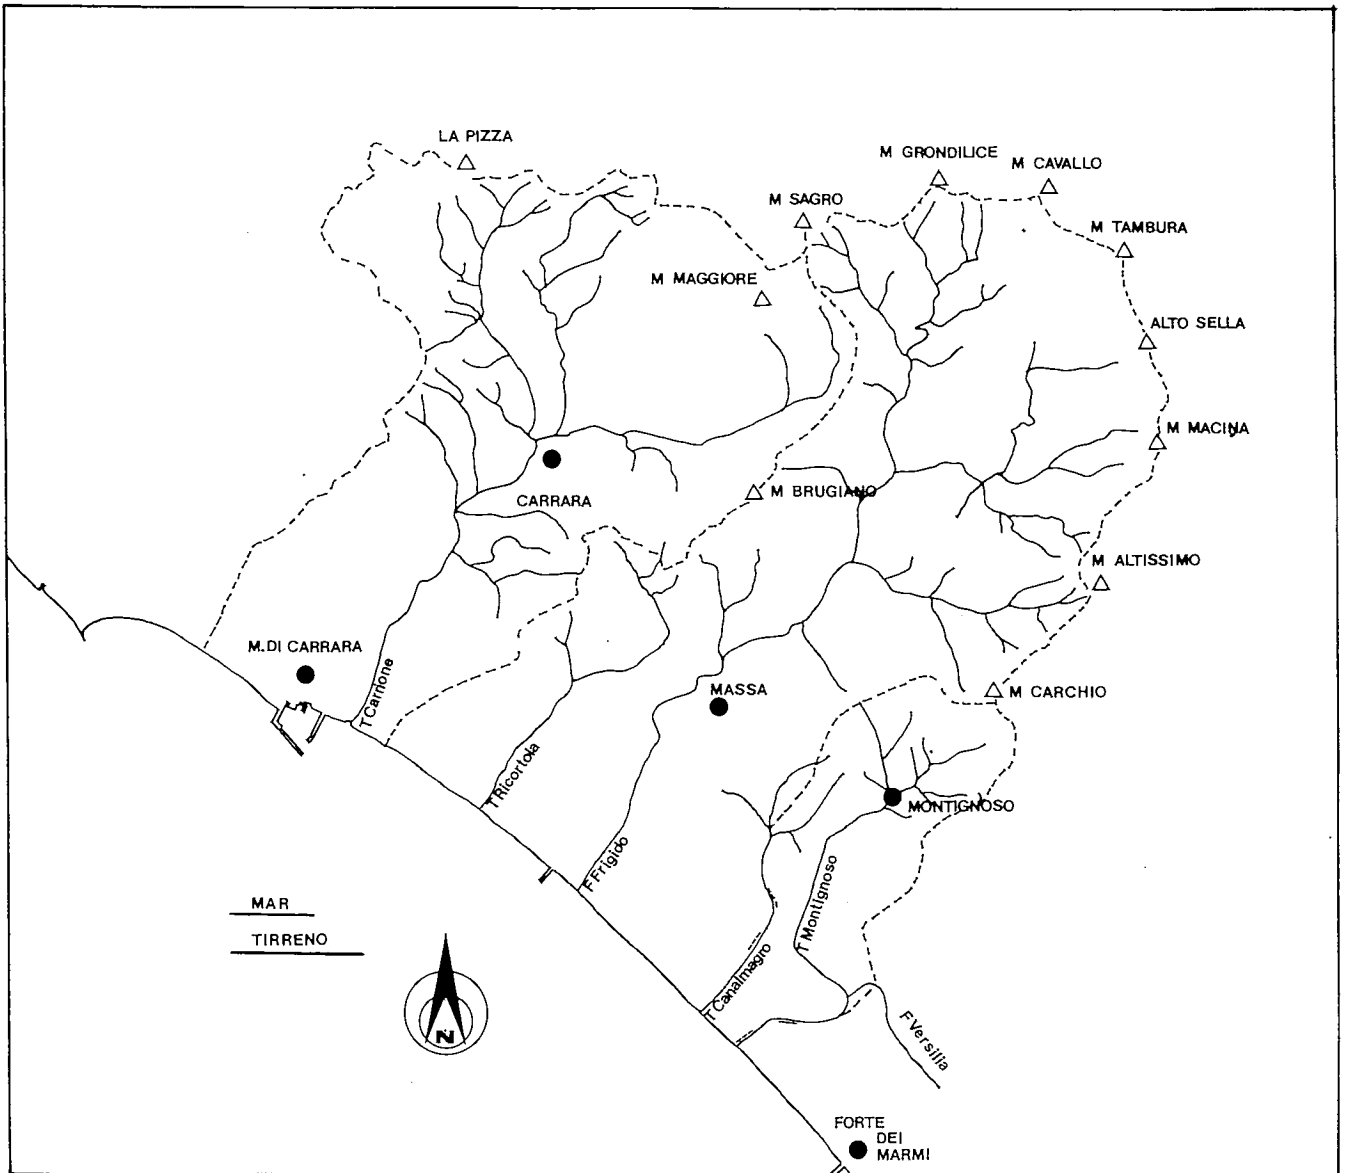 LA PIZZA
M GRONDILICE
M CAVALLO
M SAGRO
M TAMBURA
M MAGGIORE
ALTO SELLA
M MACINA
M BRUGIANO
CARRARA
M ALTISSIMO
M.DI CARRARA
T Carrione
MASSA
M CARCHIO
T Ricortola
MONTIGNOSO
F Frigido
T Montignoso
MAR
TIRRENO
T Canalmagro
N
F Versilia
FORTE
DEI
MARMI